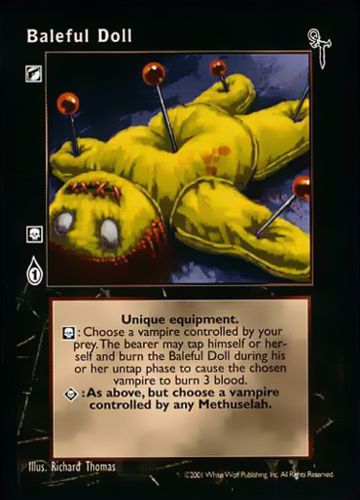 Baleful Doll
1
Unique equipment.
: Choose a vampire controlled by your
prey. The bearer may tap himself or her-
self and burn the Baleful Doll during his
or her untap phase to cause the chosen
vampire to burn 3 blood.
:As above, but choose a vampire
controlled by any Methuselah.
Illus. Richard Thomas
©2001 White Wolf Publishing, Inc. All Rights Reserved.